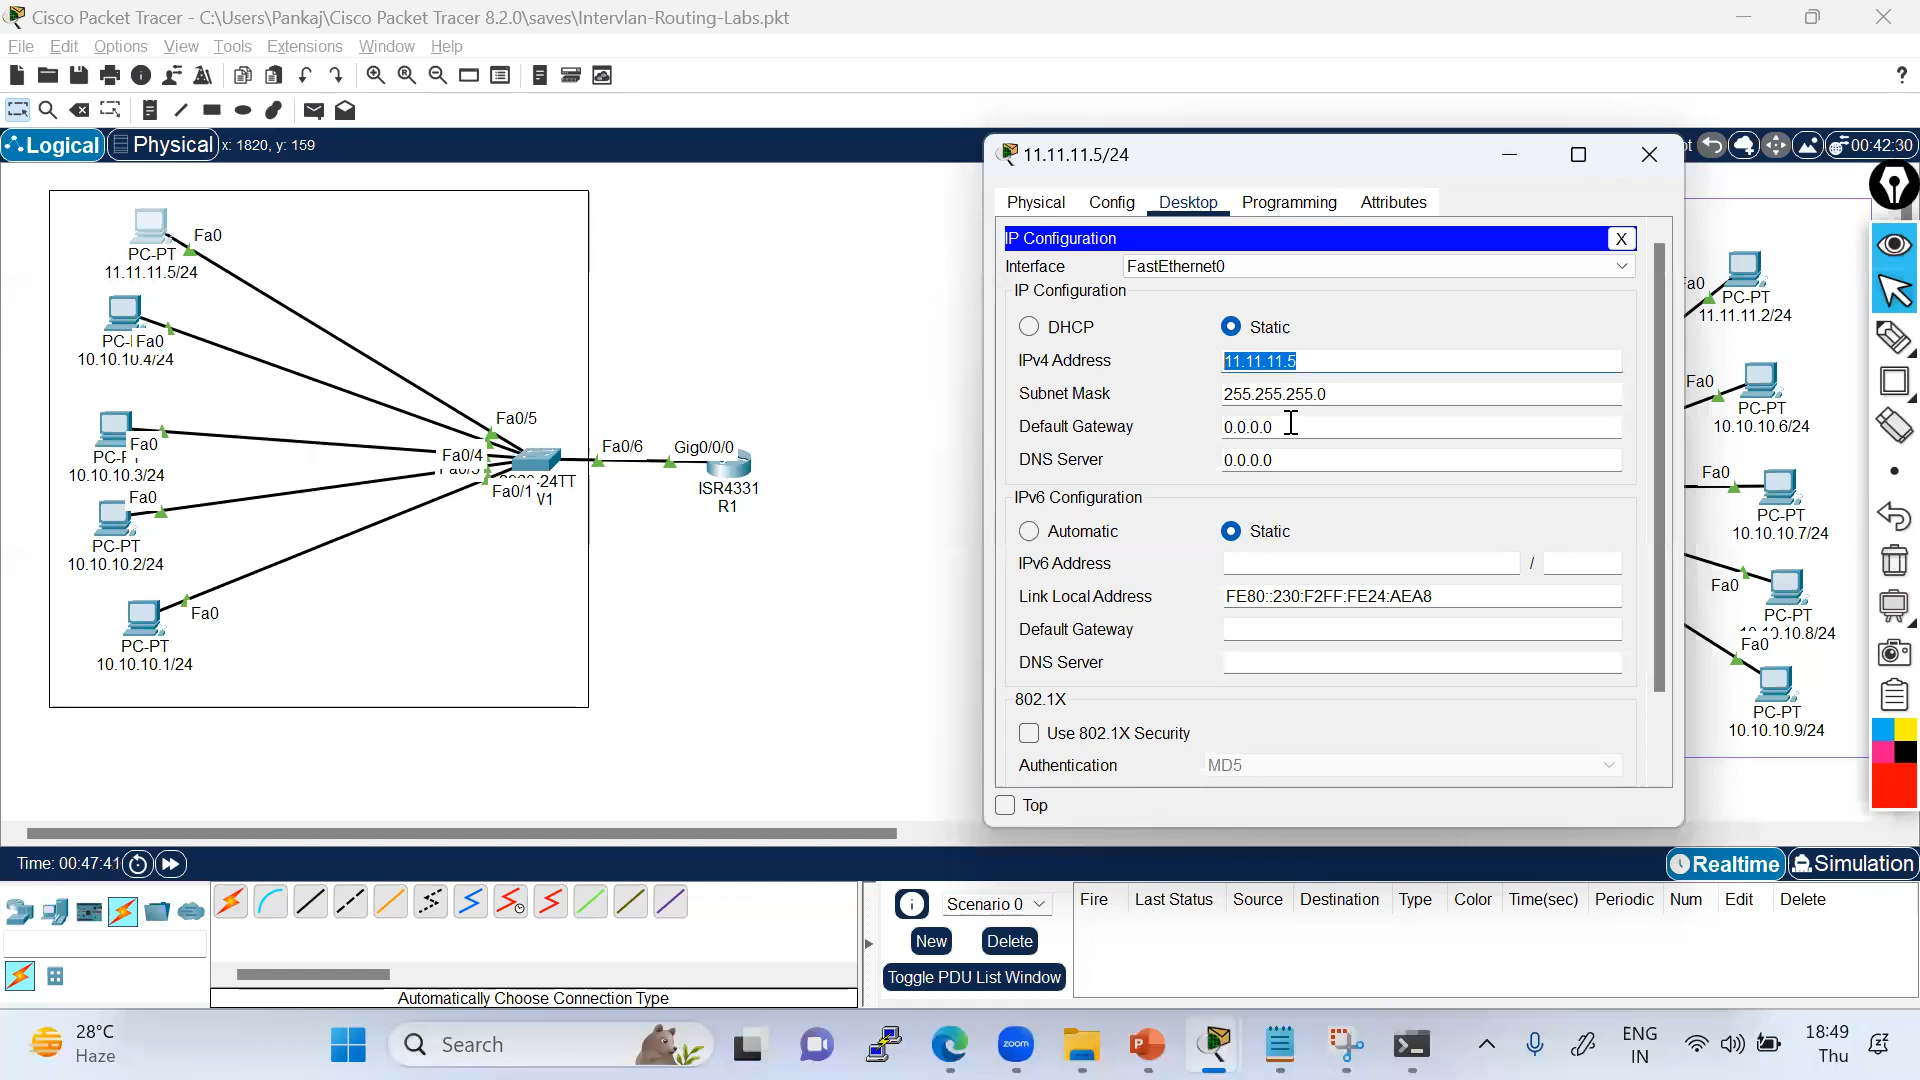 Cisco Packet Tracer - C:\Users\Pankaj\Cisco Packet Tracer 8.2.0\saves\Intervlan-Routing-Labs.pkt
File Edit Options View Tools Extensions Window Help
?
Logical Physical x: 1820, y: 159
00:42:30
11.11.11.5/24
Physical Config Desktop Programming Attributes
IP Configuration X
Interface FastEthernet0
IP Configuration
DHCP Static
IPv4 Address 11.11.11.5
Subnet Mask 255.255.255.0
Default Gateway 0.0.0.0
DNS Server 0.0.0.0
IPv6 Configuration
Automatic Static
IPv6 Address /
Link Local Address FE80::230:F2FF:FE24:AEA8
Default Gateway
DNS Server
802.1X
Use 802.1X Security
Authentication MD5
Top
Fa0
PC-PT
11.11.11.5/24
Fa0
10.10.10.4/24
Fa0
10.10.10.3/24
Fa0
PC-PT
10.10.10.2/24
Fa0
PC-PT
10.10.10.1/24
Fa0/5
Fa0/4
Fa0/1
-24TT
Fa0/6
Gig0/0/0
ISR4331
R1
PC-PT
11.11.11.2/24
Fa0
PC-PT
10.10.10.6/24
Fa0
PC-PT
10.10.10.7/24
Fa0
PC-PT
Fa0
PC-PT
10.10.10.9/24
Time: 00:47:41
Realtime Simulation
Scenario 0
New Delete
Toggle PDU List Window
Fire Last Status Source Destination Type Color Time(sec) Periodic Num Edit Delete
Automatically Choose Connection Type
28°C
Haze
Search
zoom
ENG
IN
18:49
Thu